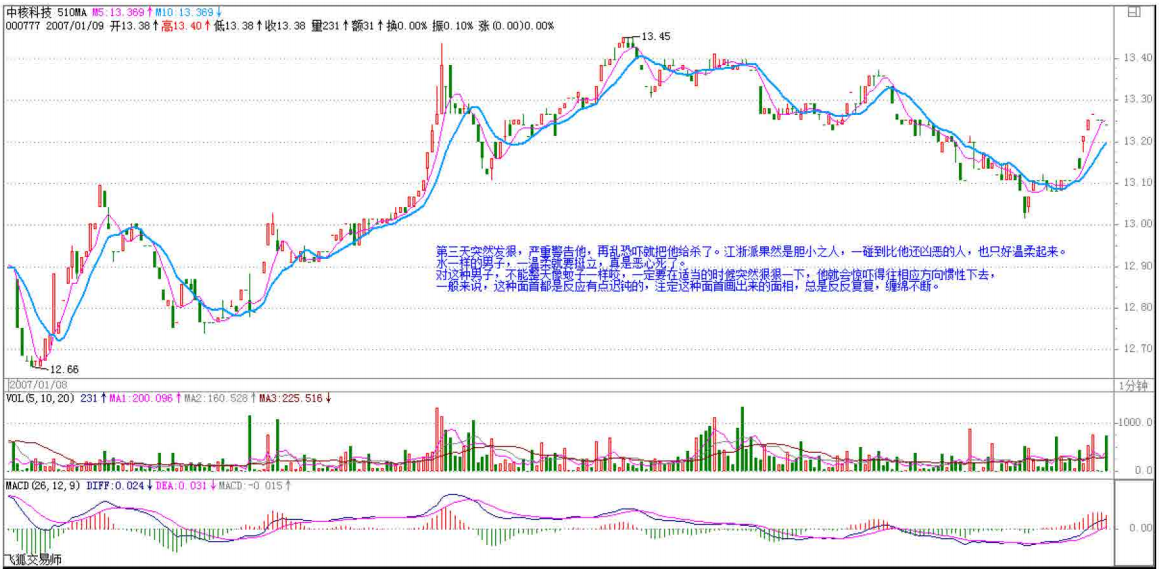 中核科技 510MA M5:13.369↑M10:13.369↓
000777 2007/01/09 开13.38↑高13.40↑低13.38↑收13.38 量231↑额31↑换0.00% 振0.10% 涨(0.00)0.00%
13.45
13.40
13.30
13.20
13.10
13.00
第三天突然发狠，严重警告他，再乱恐吓就把他给杀了。江浙派果然是胆小之人，一碰到比他还凶恶的人，也只好温柔起来。
水一样的男子，一温柔就要挺立，真是恶心死了。
对这种男子，不能整天像蚊子一样咬，一定要在适当的时候突然狠狠一下，他就会惊吓得往相应方向惯性下去，
一般来说，这种面首都是反应有点迟钝的，注定这种面首画出来的面相，总是反反复复，缠绵不断。
12.90
12.80
12.70
12.66
2007/01/08
1分钟
VOL(5,10,20) 231↑MA1:200.096↑MA2:160.528↑MA3:225.516↓
1000.0
0.0
MACD(26,12,9) DIFF:0.024↓DEA:0.031↓MACD:-0.015↑
0.00
飞狐交易师